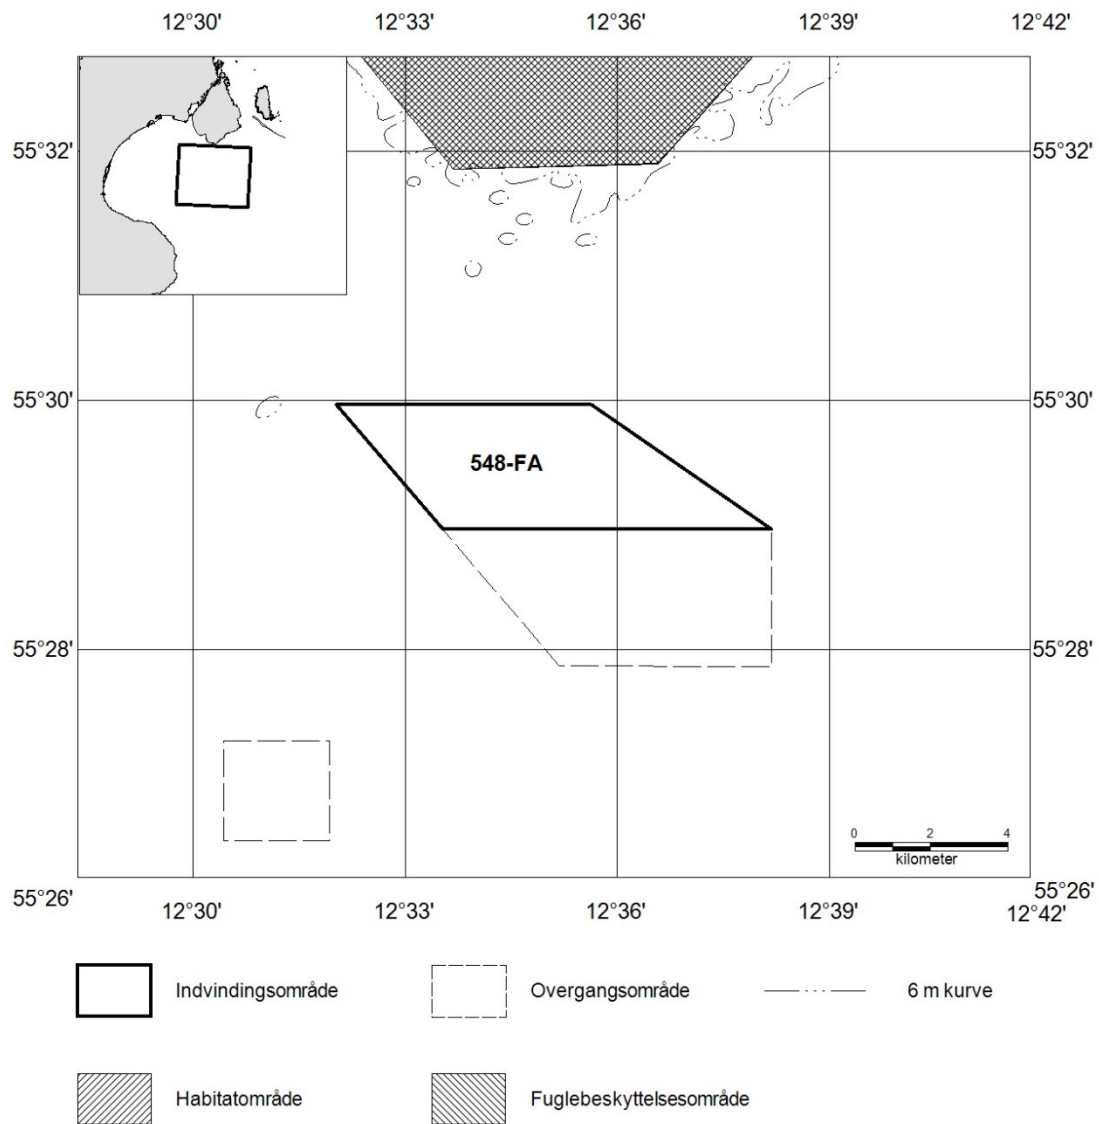 12°30' 12°33' 12°36' 12°39' 12°42'
55°32' 55°32'
55°30' 55°30'
548-FA
55°28' 55°28'
0 2 4
kilometer
55°26' 55°26'
12°30' 12°33' 12°36' 12°39' 12°42'
Indvindingsområde Overgangsområde 6 m kurve
Habitatområde Fuglebeskyttelsesområde